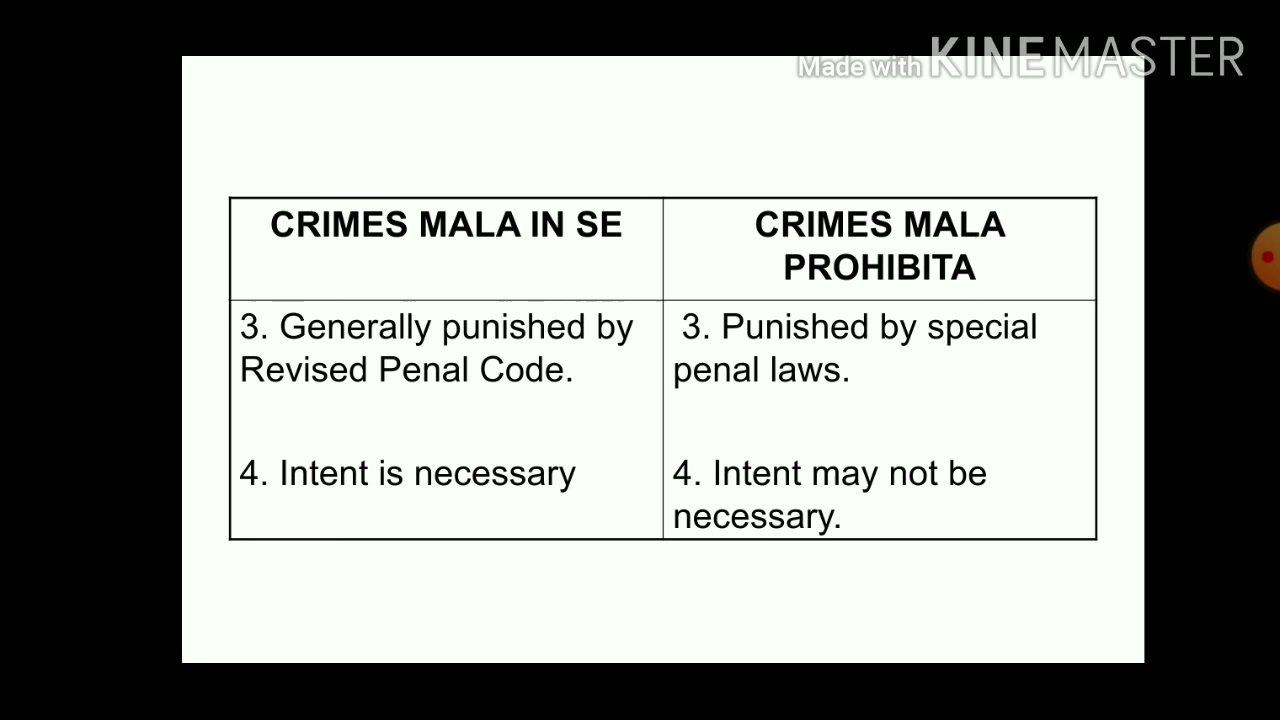 Made with KINEMASTER
CRIMES MALA IN SE
CRIMES MALA
PROHIBITA
3. Generally punished by
Revised Penal Code.
3. Punished by special
penal laws.
4. Intent is necessary
4. Intent may not be
necessary.